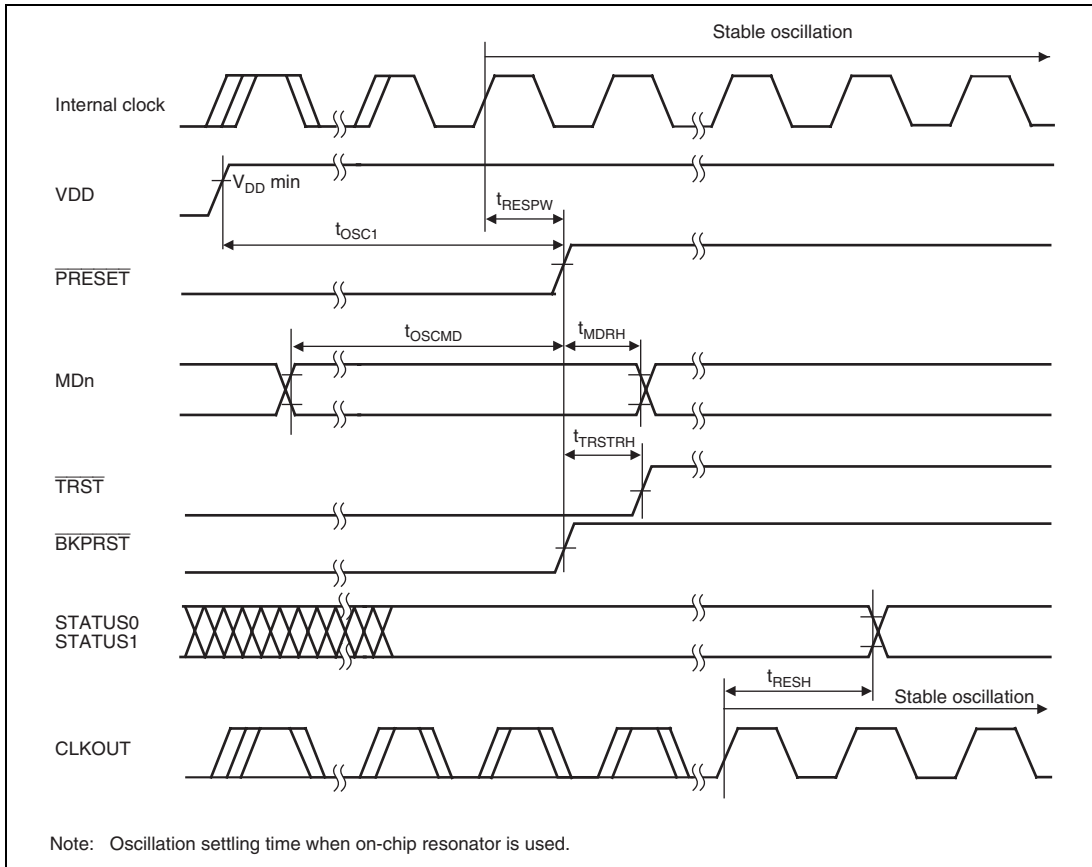 Stable oscillation
Internal clock
VDD
VDD min
tRESPW
tOSC1
PRESET
tOSCMD
tMDRH
MDn
tTRSTRH
TRST
BKPRST
STATUS0
STATUS1
tRESH
Stable oscillation
CLKOUT
Note: Oscillation settling time when on-chip resonator is used.